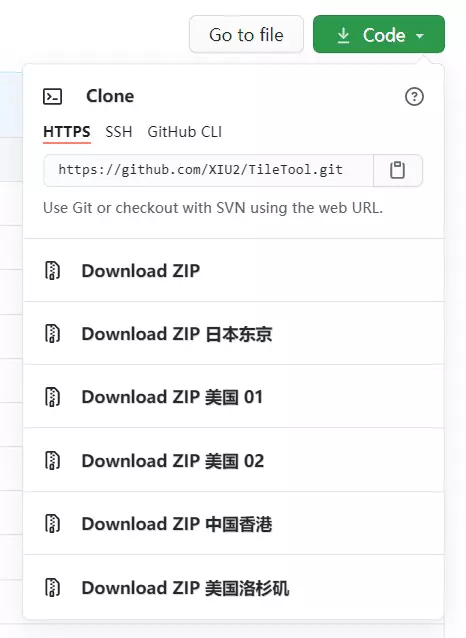 Go to file
Code
Clone
HTTPS SSH GitHub CLI
https://github.com/XIU2/TileTool.git
Use Git or checkout with SVN using the web URL.
Download ZIP
Download ZIP 日本东京
Download ZIP 美国 01
Download ZIP 美国 02
Download ZIP 中国香港
Download ZIP 美国洛杉矶